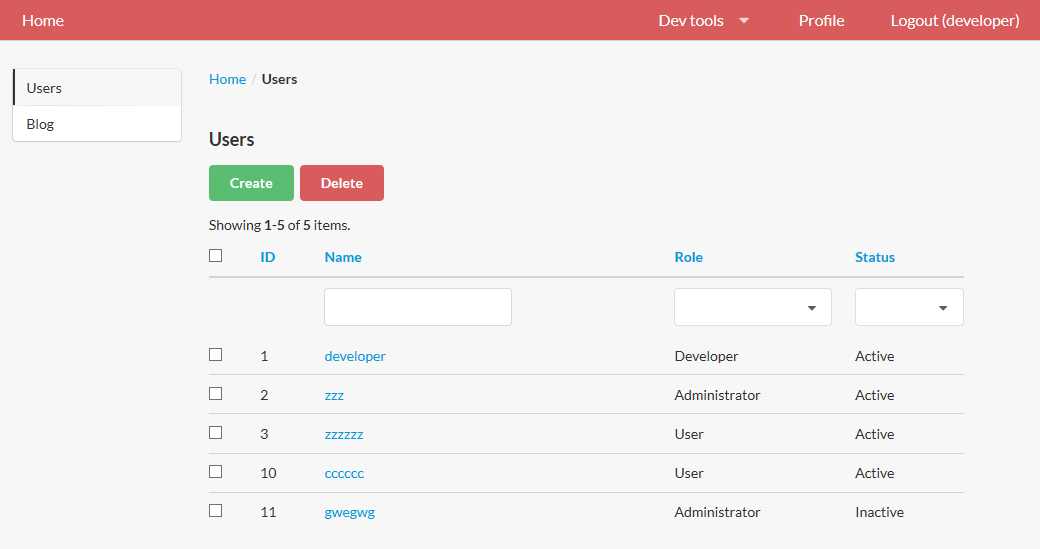 Home Dev tools Profile Logout (developer)
Users
Blog
Home / Users
Users
Create Delete
Showing 1-5 of 5 items.
ID Name Role Status
1 developer Developer Active
2 zzz Administrator Active
3 zzzzzz User Active
10 cccccc User Active
11 gwegwg Administrator Inactive